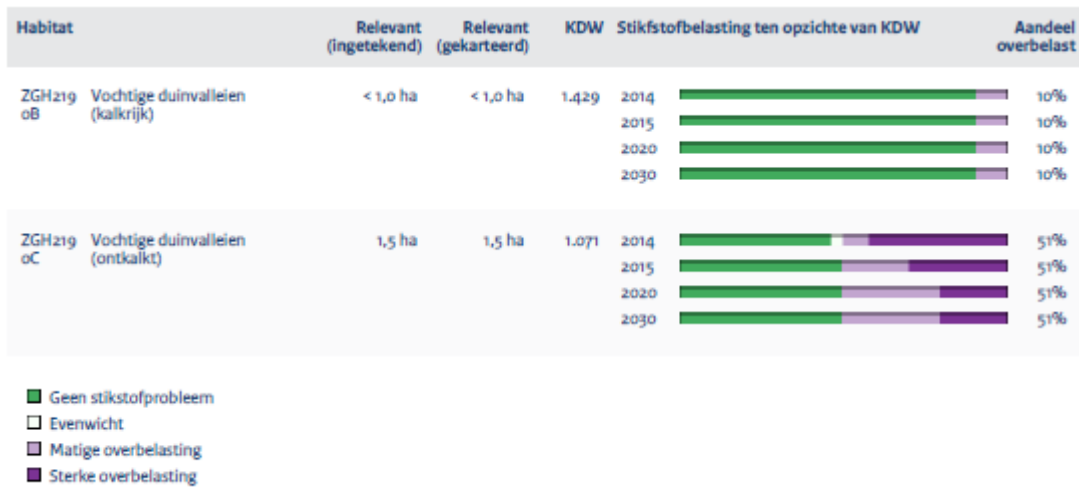 Habitat Relevant Relevant KDW Stikfstofbelasting ten opzichte van KDW Aandeel
(ingetekend) (gekarteerd) overbelast
ZGH219 Vochtige duinvalleien < 1,0 ha < 1,0 ha 1.429 2014 10%
0B (kalkrijk)
2015 10%
2020 10%
2030 10%
ZGH219 Vochtige duinvalleien 1,5 ha 1,5 ha 1.071 2014 51%
0C (ontkalkt)
2015 51%
2020 51%
2030 51%
Geen stikstofprobleem
Evenwicht
Matige overbelasting
Sterke overbelasting